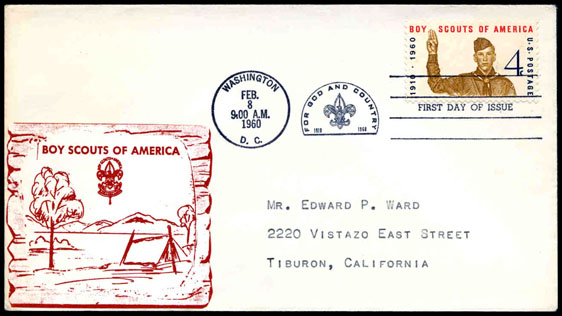 BOY SCOUTS OF AMERICA
1910 · 1960
4¢
U·S·POSTAGE
WASHINGTON
FEB.
8
9:00 A.M.
1960
D. C.
FOR GOD AND COUNTRY
1910 1960
FIRST DAY OF ISSUE
BOY SCOUTS OF AMERICA
Mr. Edward P. Ward
2220 Vistazo East Street
Tiburon, California